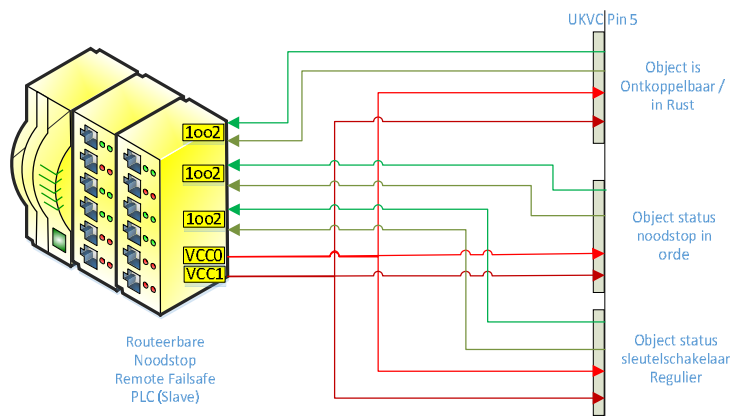 UKVC Pin 5
Object is
Ontkoppelbaar /
in Rust
1oo2
1oo2
1oo2
VCC0
VCC1
Object status
noodstop in
orde
Routeerbare
Noodstop
Remote Failsafe
PLC (Slave)
Object status
sleutelschakelaar
Regulier